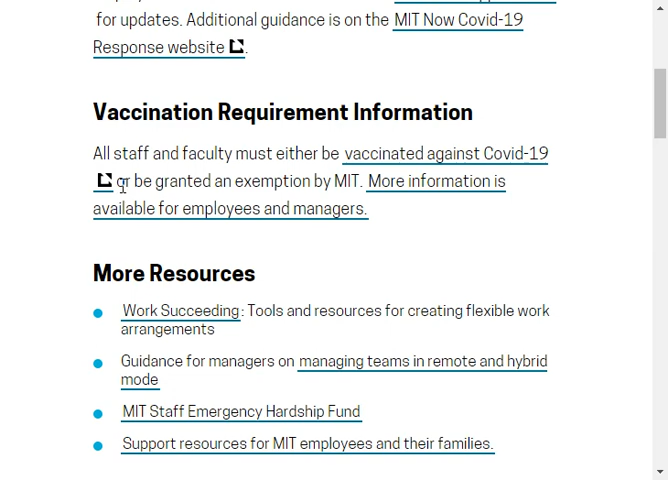 for updates. Additional guidance is on the MIT Now Covid-19
Response website.
Vaccination Requirement Information
All staff and faculty must either be vaccinated against Covid-19
or be granted an exemption by MIT. More information is
available for employees and managers.
More Resources
Work Succeeding: Tools and resources for creating flexible work
arrangements
Guidance for managers on managing teams in remote and hybrid
mode
MIT Staff Emergency Hardship Fund
Support resources for MIT employees and their families.